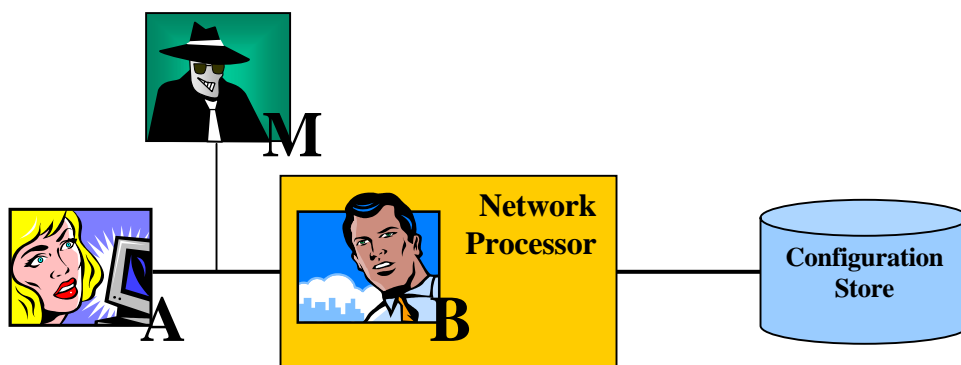 M
A
Network
Processor
B
Configuration
Store